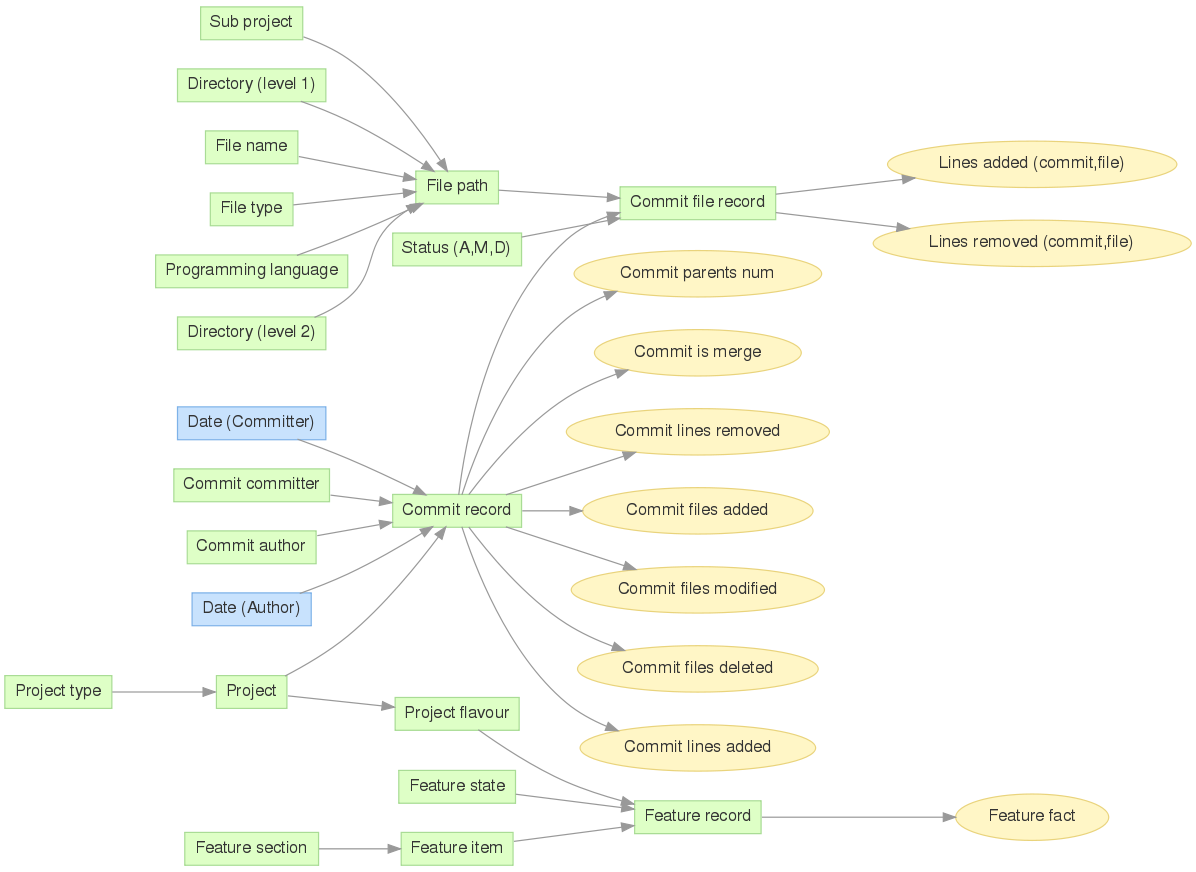 Sub project
Directory (level 1)
File name
File type
Programming language
Directory (level 2)
File path
Status (A,M,D)
Commit file record
Lines added (commit,file)
Lines removed (commit,file)
Date (Committer)
Commit committer
Commit author
Date (Author)
Project type
Project
Commit record
Commit parents num
Commit is merge
Commit lines removed
Commit files added
Commit files modified
Commit files deleted
Commit lines added
Project flavour
Feature state
Feature section
Feature item
Feature record
Feature fact